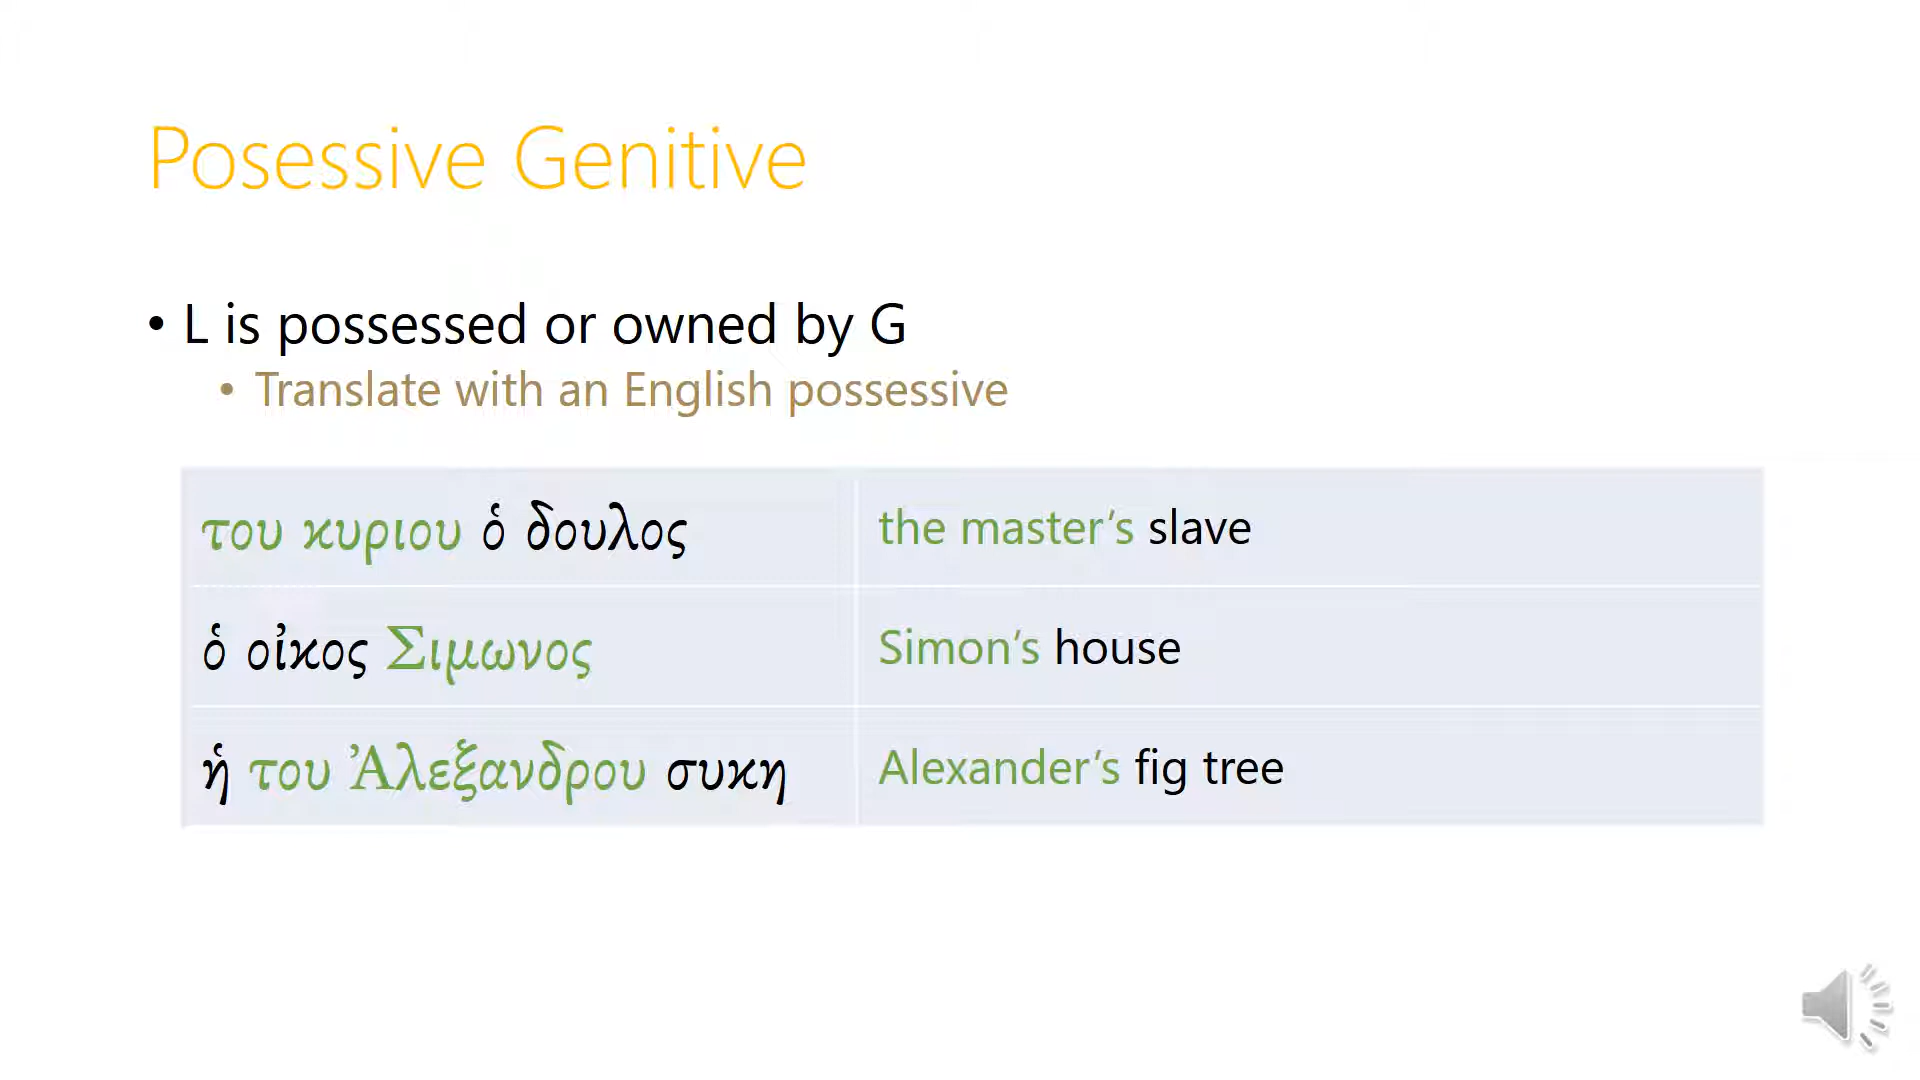 Posessive Genitive
• L is possessed or owned by G
• Translate with an English possessive
του κυριου ὁ δουλος the master’s slave
ὁ οἰκος Σιμωνος Simon’s house
ἡ του Ἀλεξανδρου συκη Alexander’s fig tree